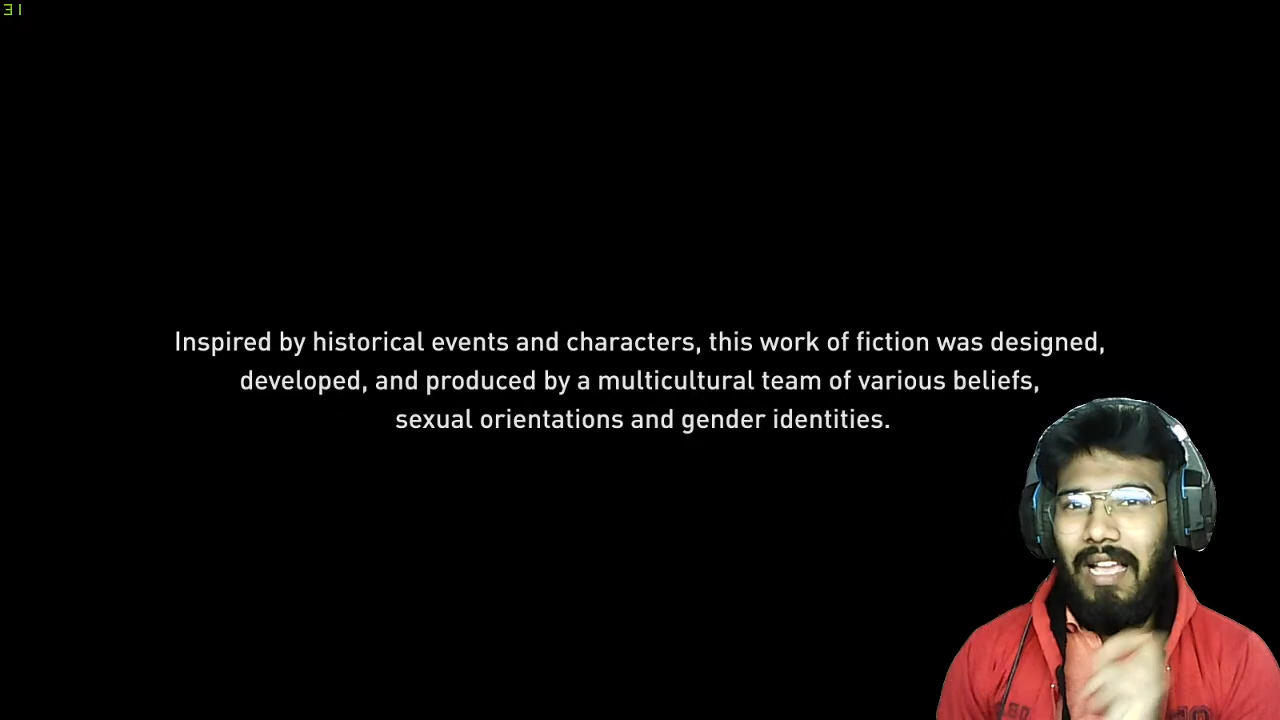 31
Inspired by historical events and characters, this work of fiction was designed,
developed, and produced by a multicultural team of various beliefs,
sexual orientations and gender identities.